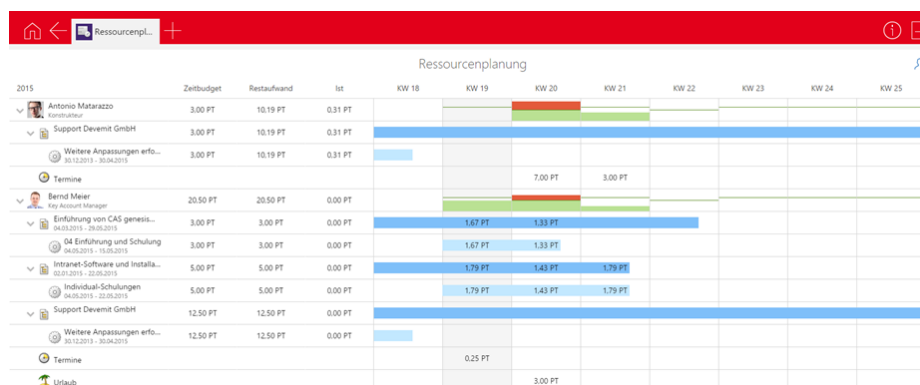 Ressourcenpl...
Ressourcenplanung
2015 Zeitbudget Restaufwand Ist KW 18 KW 19 KW 20 KW 21 KW 22 KW 23 KW 24 KW 25
Antonio Matarazzo 3.00 PT 10,19 PT 0.31 PT
Konstrukteur
Support Devemit GmbH 3.00 PT 10,19 PT 0.31 PT
Weitere Anpassungen erfo... 3.00 PT 10,19 PT 0.31 PT
30.12.2013 - 30.04.2015
Termine 7.00 PT 3.00 PT
Bernd Meier 20.50 PT 20.50 PT 0.00 PT
Key Account Manager
Einführung von CAS genesis... 3.00 PT 3.00 PT 0.00 PT 1.67 PT 1.33 PT
04.03.2015 - 29.05.2015
04 Einführung und Schulung 3.00 PT 3.00 PT 0.00 PT 1.67 PT 1.33 PT
04.05.2015 - 15.05.2015
Intranet-Software und Installa... 5.00 PT 5.00 PT 0.00 PT 1.79 PT 1.43 PT 1.79 PT
02.01.2015 - 22.05.2015
Individual-Schulungen 5.00 PT 5.00 PT 0.00 PT 1.79 PT 1.43 PT 1.79 PT
04.05.2015 - 22.05.2015
Support Devemit GmbH 12.50 PT 12.50 PT 0.00 PT
Weitere Anpassungen erfo... 12.50 PT 12.50 PT 0.00 PT
30.12.2013 - 30.04.2015
Termine 0.25 PT
Urlaub 3.00 PT